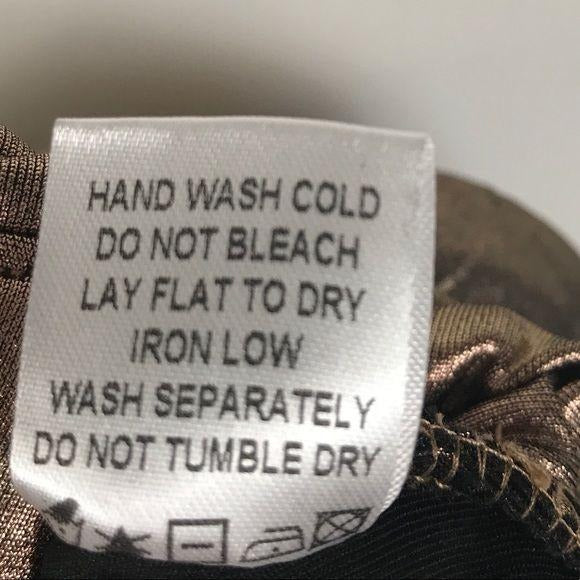 HAND WASH COLD
DO NOT BLEACH
LAY FLAT TO DRY
IRON LOW
WASH SEPARATELY
DO NOT TUMBLE DRY